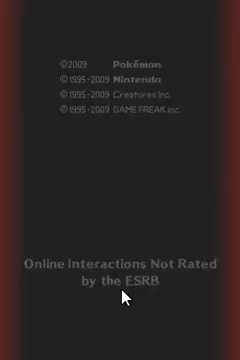 ©2009 Pokémon
©1995-2009 Nintendo
©1995-2009 Creatures Inc.
©1995-2009 GAME FREAK inc.
Online Interactions Not Rated
by the ESRB